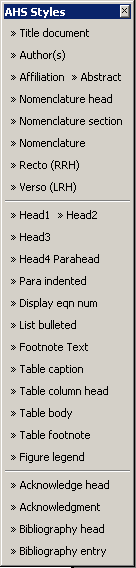 AHS Styles
» Title document
» Author(s)
» Affiliation » Abstract
» Nomenclature head
» Nomenclature section
» Nomenclature
» Recto (RRH)
» Verso (LRH)
» Head1 » Head2
» Head3
» Head4 Parahead
» Para indented
» Display eqn num
» List bulleted
» Footnote Text
» Table caption
» Table column head
» Table body
» Table footnote
» Figure legend
» Acknowledge head
» Acknowledgment
» Bibliography head
» Bibliography entry